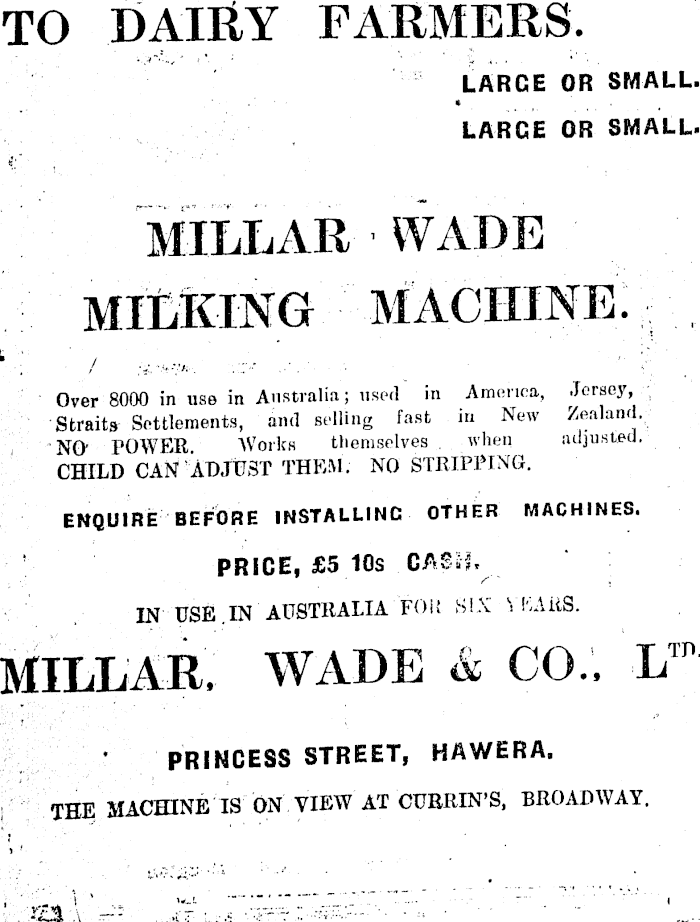 TO DAIRY FARMERS.
LARGE OR SMALL.
LARGE OR SMALL.
MILLAR WADE
MILKING MACHINE.
Over 8000 in use in Australia; used in America, Jersey,
Straits Settlements, and selling fast in New Zealand.
NO POWER. Works themselves when adjusted.
CHILD CAN ADJUST THEM. NO STRIPPING.
ENQUIRE BEFORE INSTALLING OTHER MACHINES.
PRICE, £5 10s CASH.
IN USE IN AUSTRALIA FOR SIX YEARS.
MILLAR, WADE & CO., LTD.
PRINCESS STREET, HAWERA.
THE MACHINE IS ON VIEW AT CURRIN'S, BROADWAY.